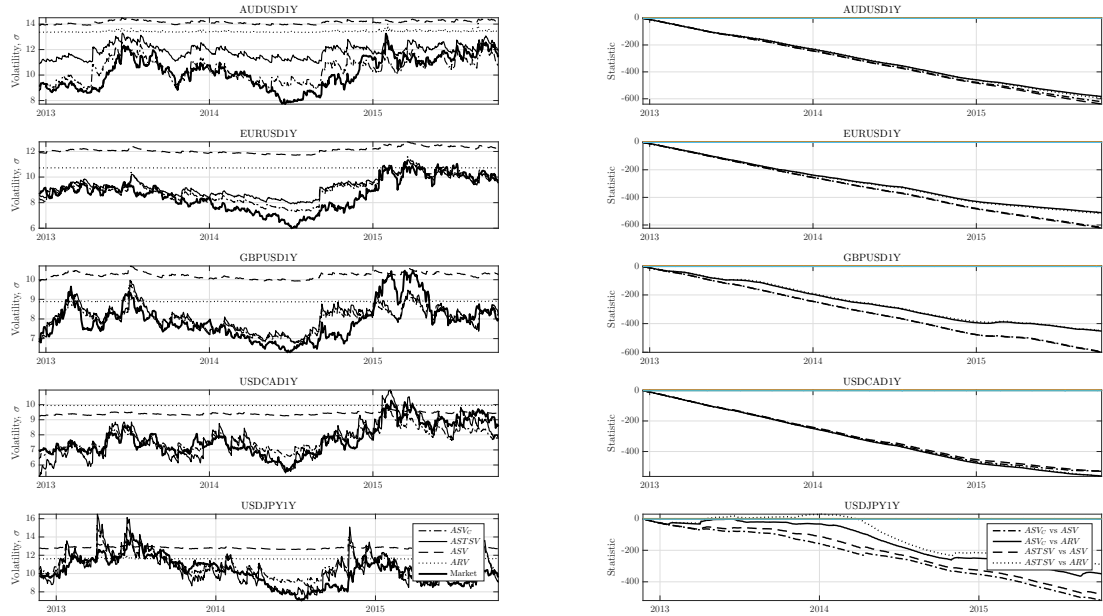 AUDUSD1Y
Volatility, σ
14
12
10
8
2013
2014
2015
AUDUSD1Y
Statistic
0
-200
-400
-600
2013
2014
2015
EURUSD1Y
Volatility, σ
12
10
8
6
2013
2014
2015
EURUSD1Y
Statistic
0
-200
-400
-600
2013
2014
2015
GBPUSD1Y
Volatility, σ
10
9
8
7
2013
2014
2015
GBPUSD1Y
Statistic
0
-200
-400
-600
2013
2014
2015
USDCAD1Y
Volatility, σ
10
9
8
7
6
2013
2014
2015
USDCAD1Y
Statistic
0
-200
-400
2013
2014
2015
USDJPY1Y
Volatility, σ
16
14
12
10
8
2013
2014
2015
ASV_C
ASTSV
ASV
ARV
Market
USDJPY1Y
Statistic
0
-200
-400
2013
2014
2015
ASV_C vs ASV
ASV_C vs ARV
ASTSV vs ASV
ASTSV vs ARV